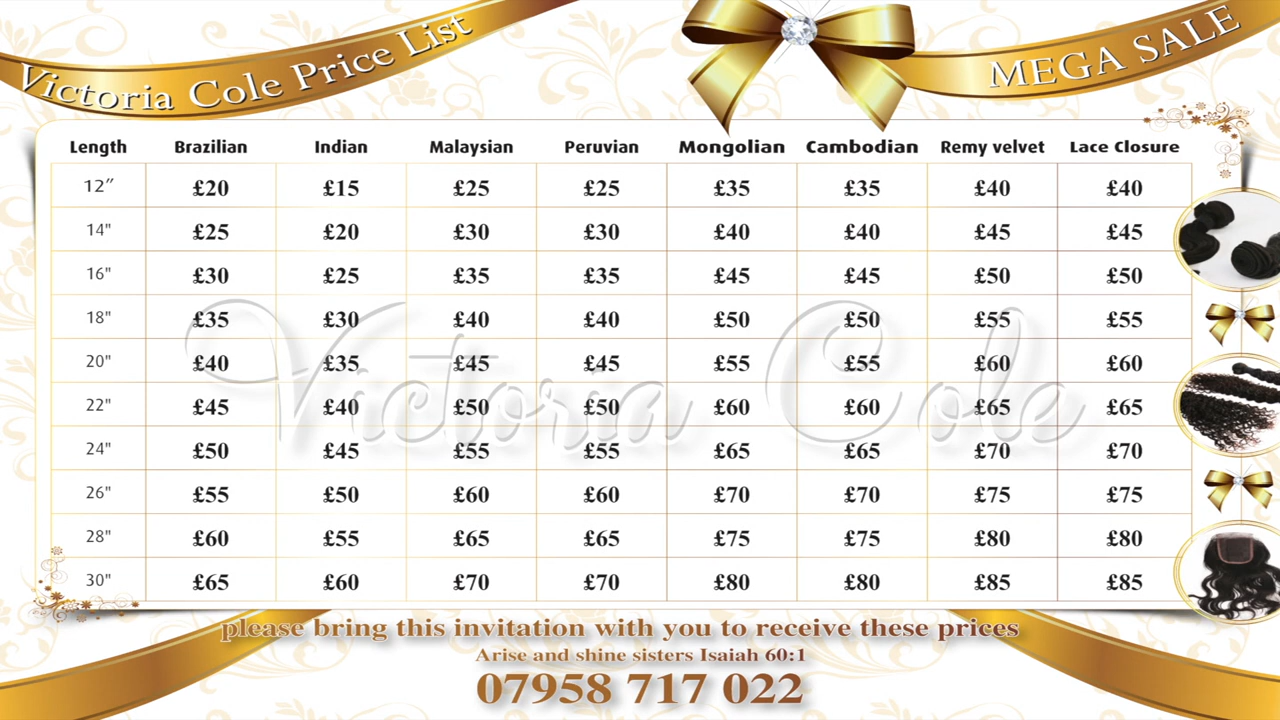 Victoria Cole Price List
MEGA SALE
Length Brazilian Indian Malaysian Peruvian Mongolian Cambodian Remy velvet Lace Closure
12″ £20 £15 £25 £25 £35 £35 £40 £40
14" £25 £20 £30 £30 £40 £40 £45 £45
16" £30 £25 £35 £35 £45 £45 £50 £50
18" £35 £30 £40 £40 £50 £50 £55 £55
20" £40 £35 £45 £45 £55 £55 £60 £60
22" £45 £40 £50 £50 £60 £60 £65 £65
24" £50 £45 £55 £55 £65 £65 £70 £70
26" £55 £50 £60 £60 £70 £70 £75 £75
28" £60 £55 £65 £65 £75 £75 £80 £80
30" £65 £60 £70 £70 £80 £80 £85 £85
Victoria Cole
please bring this invitation with you to receive these prices
Arise and shine sisters Isaiah 60:1
07958 717 022